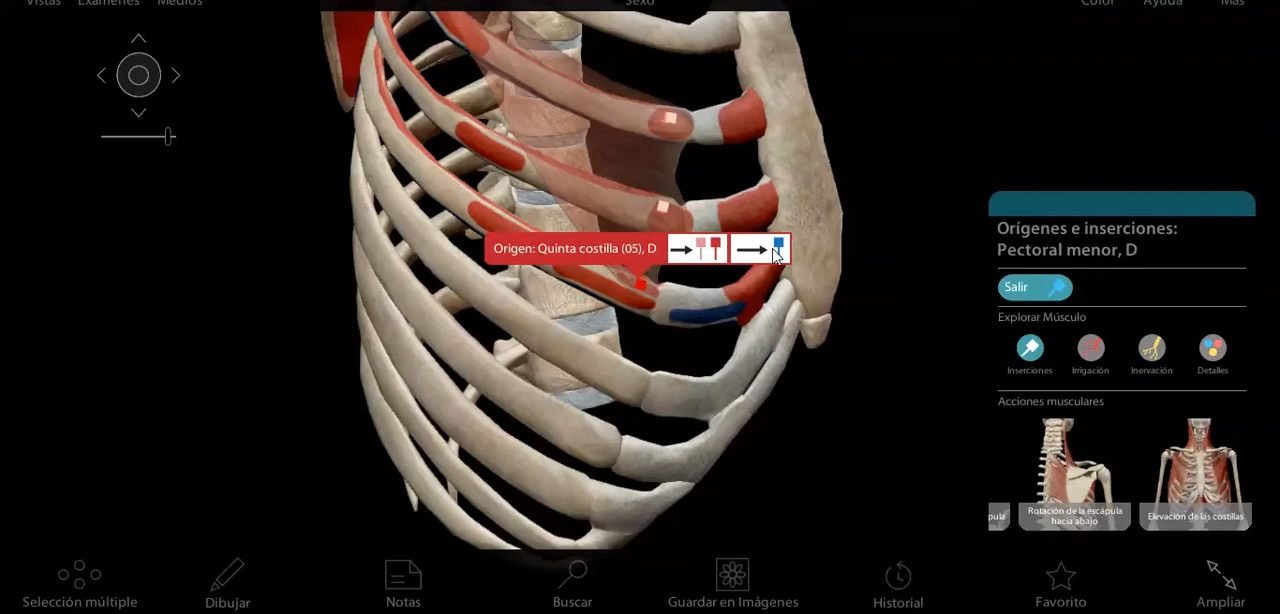 Vistas Exámenes Medios
Sexo
Color Ayuda Más
Origen: Quinta costilla (05), D
Orígenes e inserciones:
Pectoral menor, D
Salir
Explorar Músculo
Inserciones Irrigación Inervación Detalles
Acciones musculares
pula
Rotación de la escápula
hacia abajo
Elevación de las costillas
Selección múltiple Dibujar Notas Buscar Guardar en Imágenes Historial Favorito Ampliar